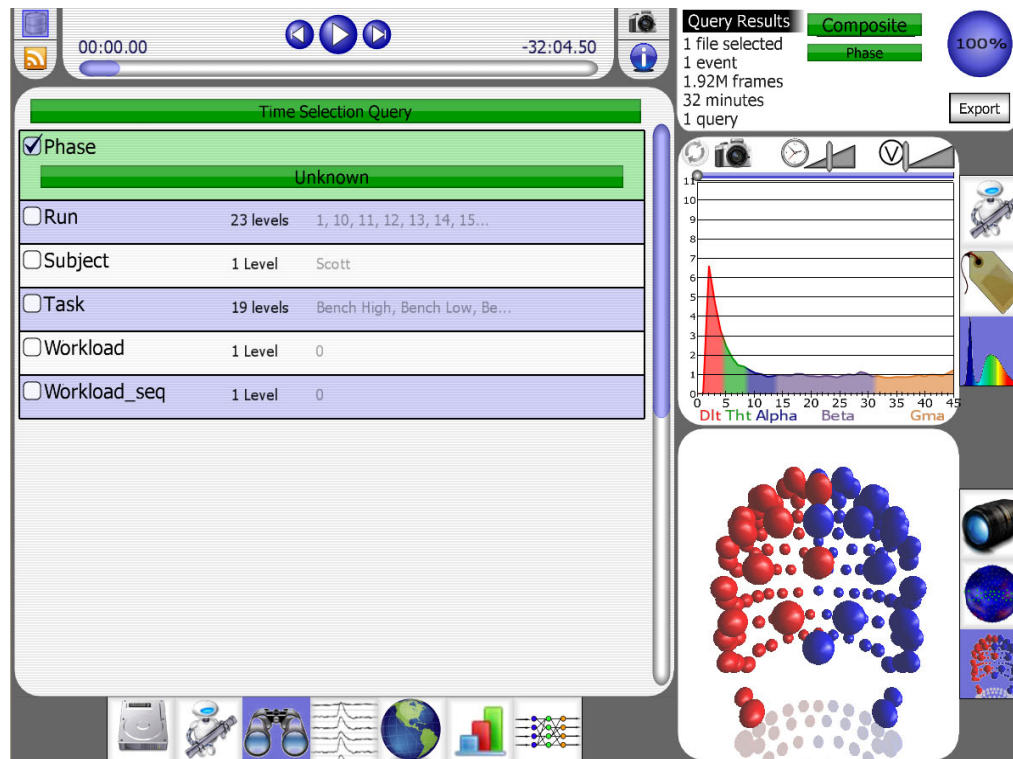 00:00.00
-32:04.50
Time Selection Query
Phase
Unknown
Run 23 levels 1, 10, 11, 12, 13, 14, 15...
Subject 1 Level Scott
Task 19 levels Bench High, Bench Low, Be...
Workload 1 Level 0
Workload_seq 1 Level 0
Query Results
1 file selected
1 event
1.92M frames
32 minutes
1 query
Composite
Phase
100%
Export
V
11
10
9
8
7
6
5
4
3
2
1
0
0 5 10 15 20 25 30 35 40 45
Dlt Tht Alpha Beta Gma